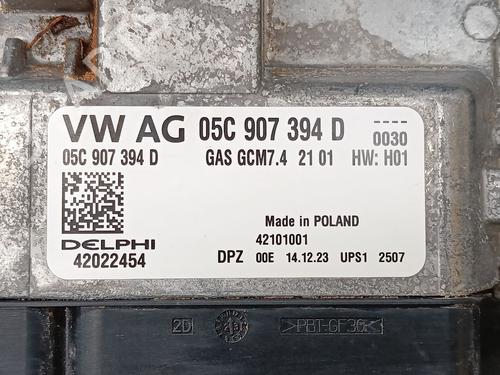 VW AG 05C 907 394 D
0030
05C 907 394 D GAS GCM7.4 21 01 HW: H01
Made in POLAND
DELPHI 42101001
42022454 DPZ 00E 14.12.23 UPS1 2507
2D >PBT-GF30<